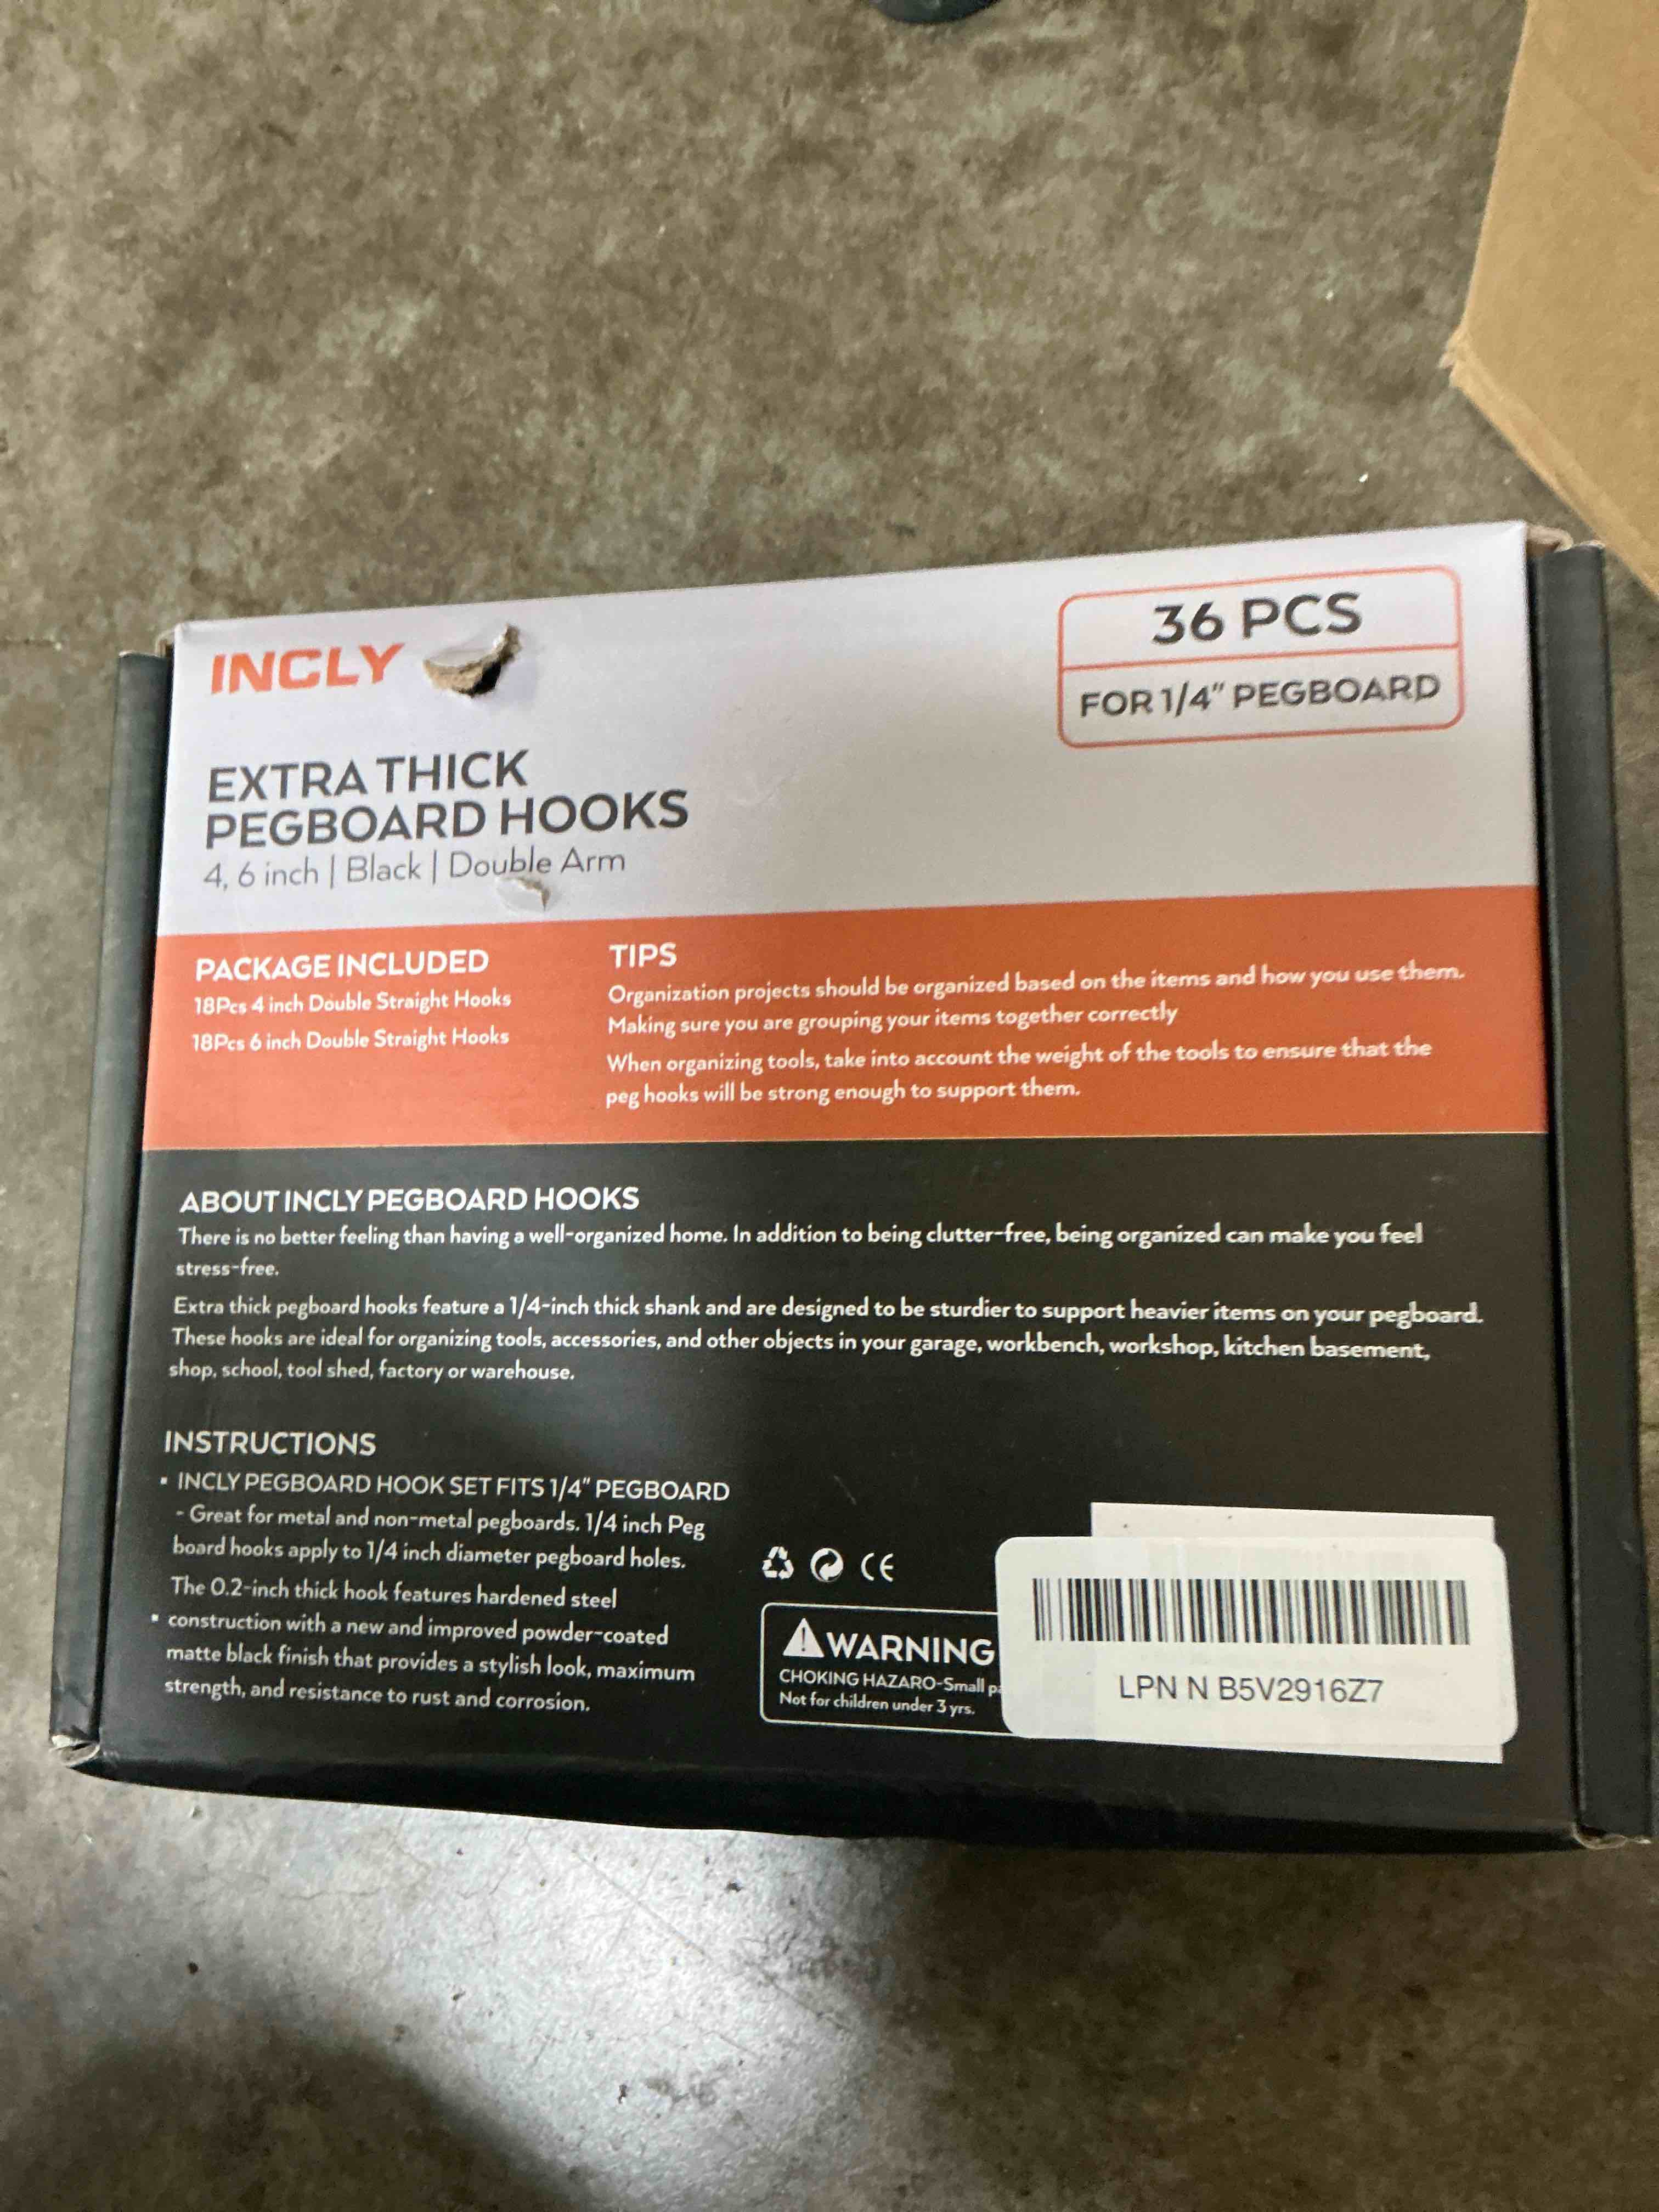 INCLY
36 PCS
FOR 1/4" PEGBOARD
EXTRA THICK
PEGBOARD HOOKS
4, 6 inch | Black | Double Arm
PACKAGE INCLUDED
18Pcs 4 inch Double Straight Hooks
18Pcs 6 inch Double Straight Hooks
TIPS
Organization projects should be organized based on the items and how you use them.
Making sure you are grouping your items together correctly
When organizing tools, take into account the weight of the tools to ensure that the
peg hooks will be strong enough to support them.
ABOUT INCLY PEGBOARD HOOKS
There is no better feeling than having a well-organized home. In addition to being clutter-free, being organized can make you feel
stress-free.
Extra thick pegboard hooks feature a 1/4-inch thick shank and are designed to be sturdier to support heavier items on your pegboard.
These hooks are ideal for organizing tools, accessories, and other objects in your garage, workbench, workshop, kitchen basement,
shop, school, tool shed, factory or warehouse.
INSTRUCTIONS
▪ INCLY PEGBOARD HOOK SET FITS 1/4" PEGBOARD
- Great for metal and non-metal pegboards. 1/4 inch Peg
board hooks apply to 1/4 inch diameter pegboard holes.
The 0.2-inch thick hook features hardened steel
▪ construction with a new and improved powder-coated
matte black finish that provides a stylish look, maximum
strength, and resistance to rust and corrosion.
CE
WARNING
CHOKING HAZARO-Small
Not for children under 3 yrs.
LPN N B5V2916Z7